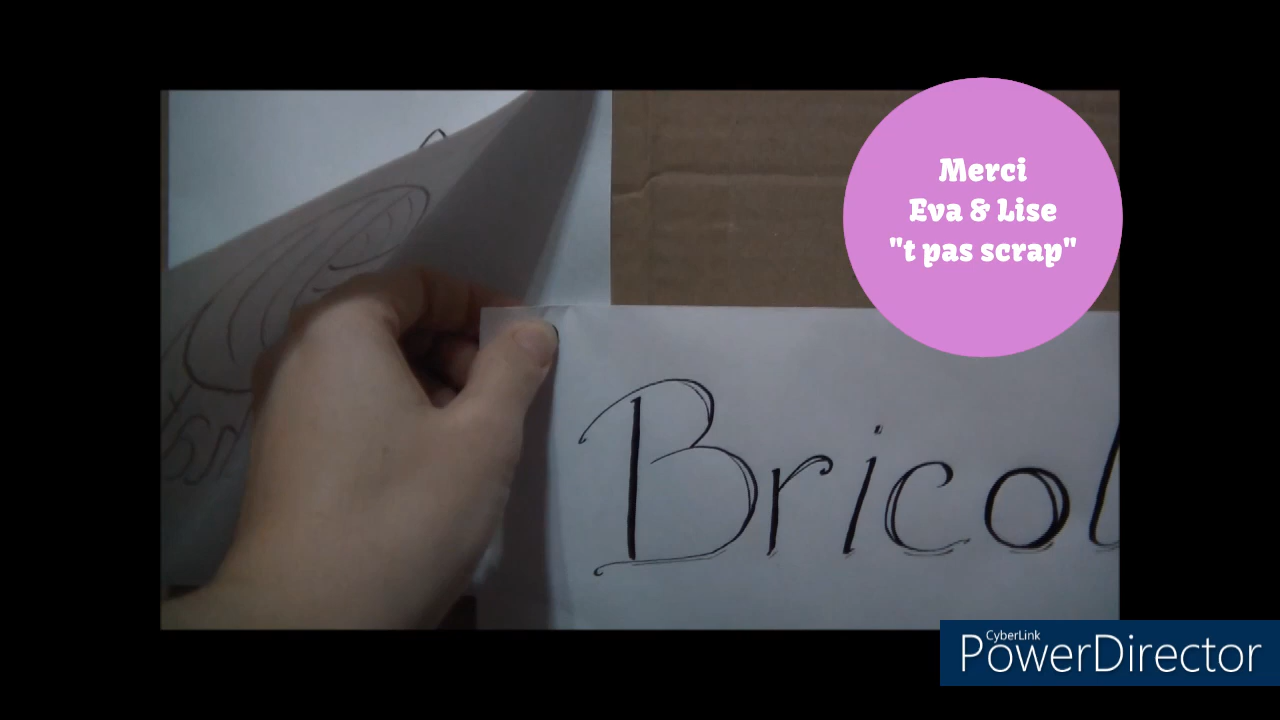 Merci
Eva & Lise
"t pas scrap"
Bricol
CyberLink
PowerDirector